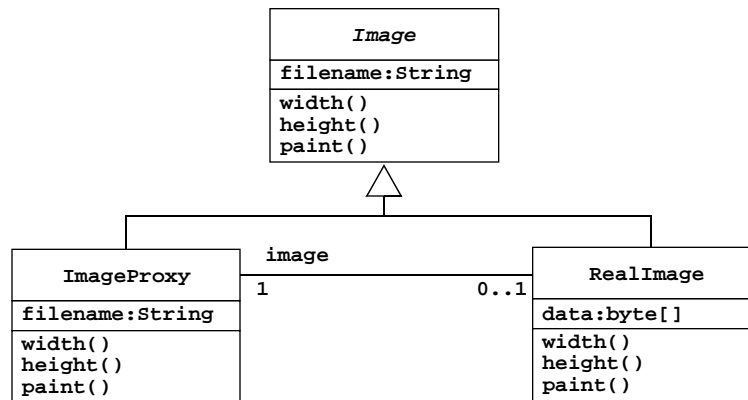 Image
filename:String
width()
height()
paint()
image
ImageProxy
1
0..1
RealImage
filename:String
data:byte[]
width()
height()
paint()
width()
height()
paint()